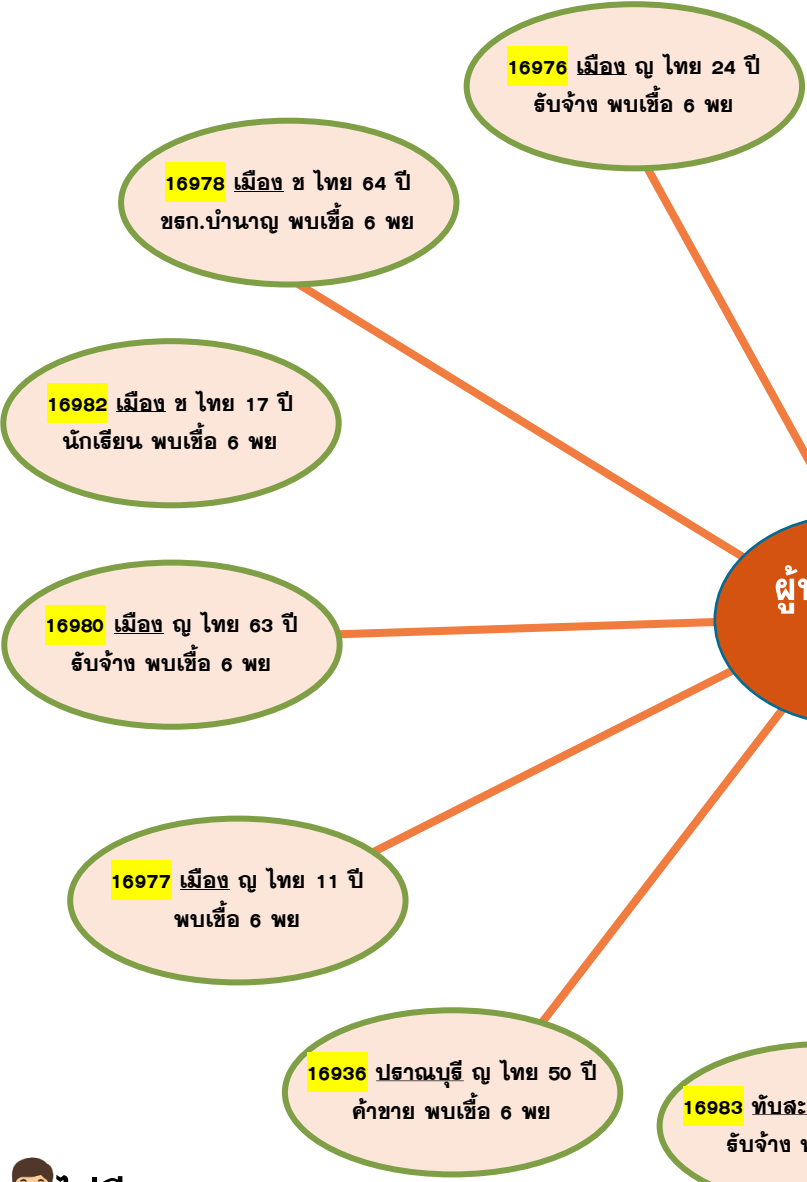 16976 เมือง ญ ไทย 24 ปี
รับจ้าง พบเชื้อ 6 พย
16978 เมือง ช ไทย 64 ปี
ขรก.บำนาญ พบเชื้อ 6 พย
16982 เมือง ช ไทย 17 ปี
นักเรียน พบเชื้อ 6 พย
16980 เมือง ญ ไทย 63 ปี
รับจ้าง พบเชื้อ 6 พย
16977 เมือง ญ ไทย 11 ปี
พบเชื้อ 6 พย
16936 ปราณบุรี ญ ไทย 50 ปี
ค้าขาย พบเชื้อ 6 พย
16983 ทับสะ
รับจ้าง